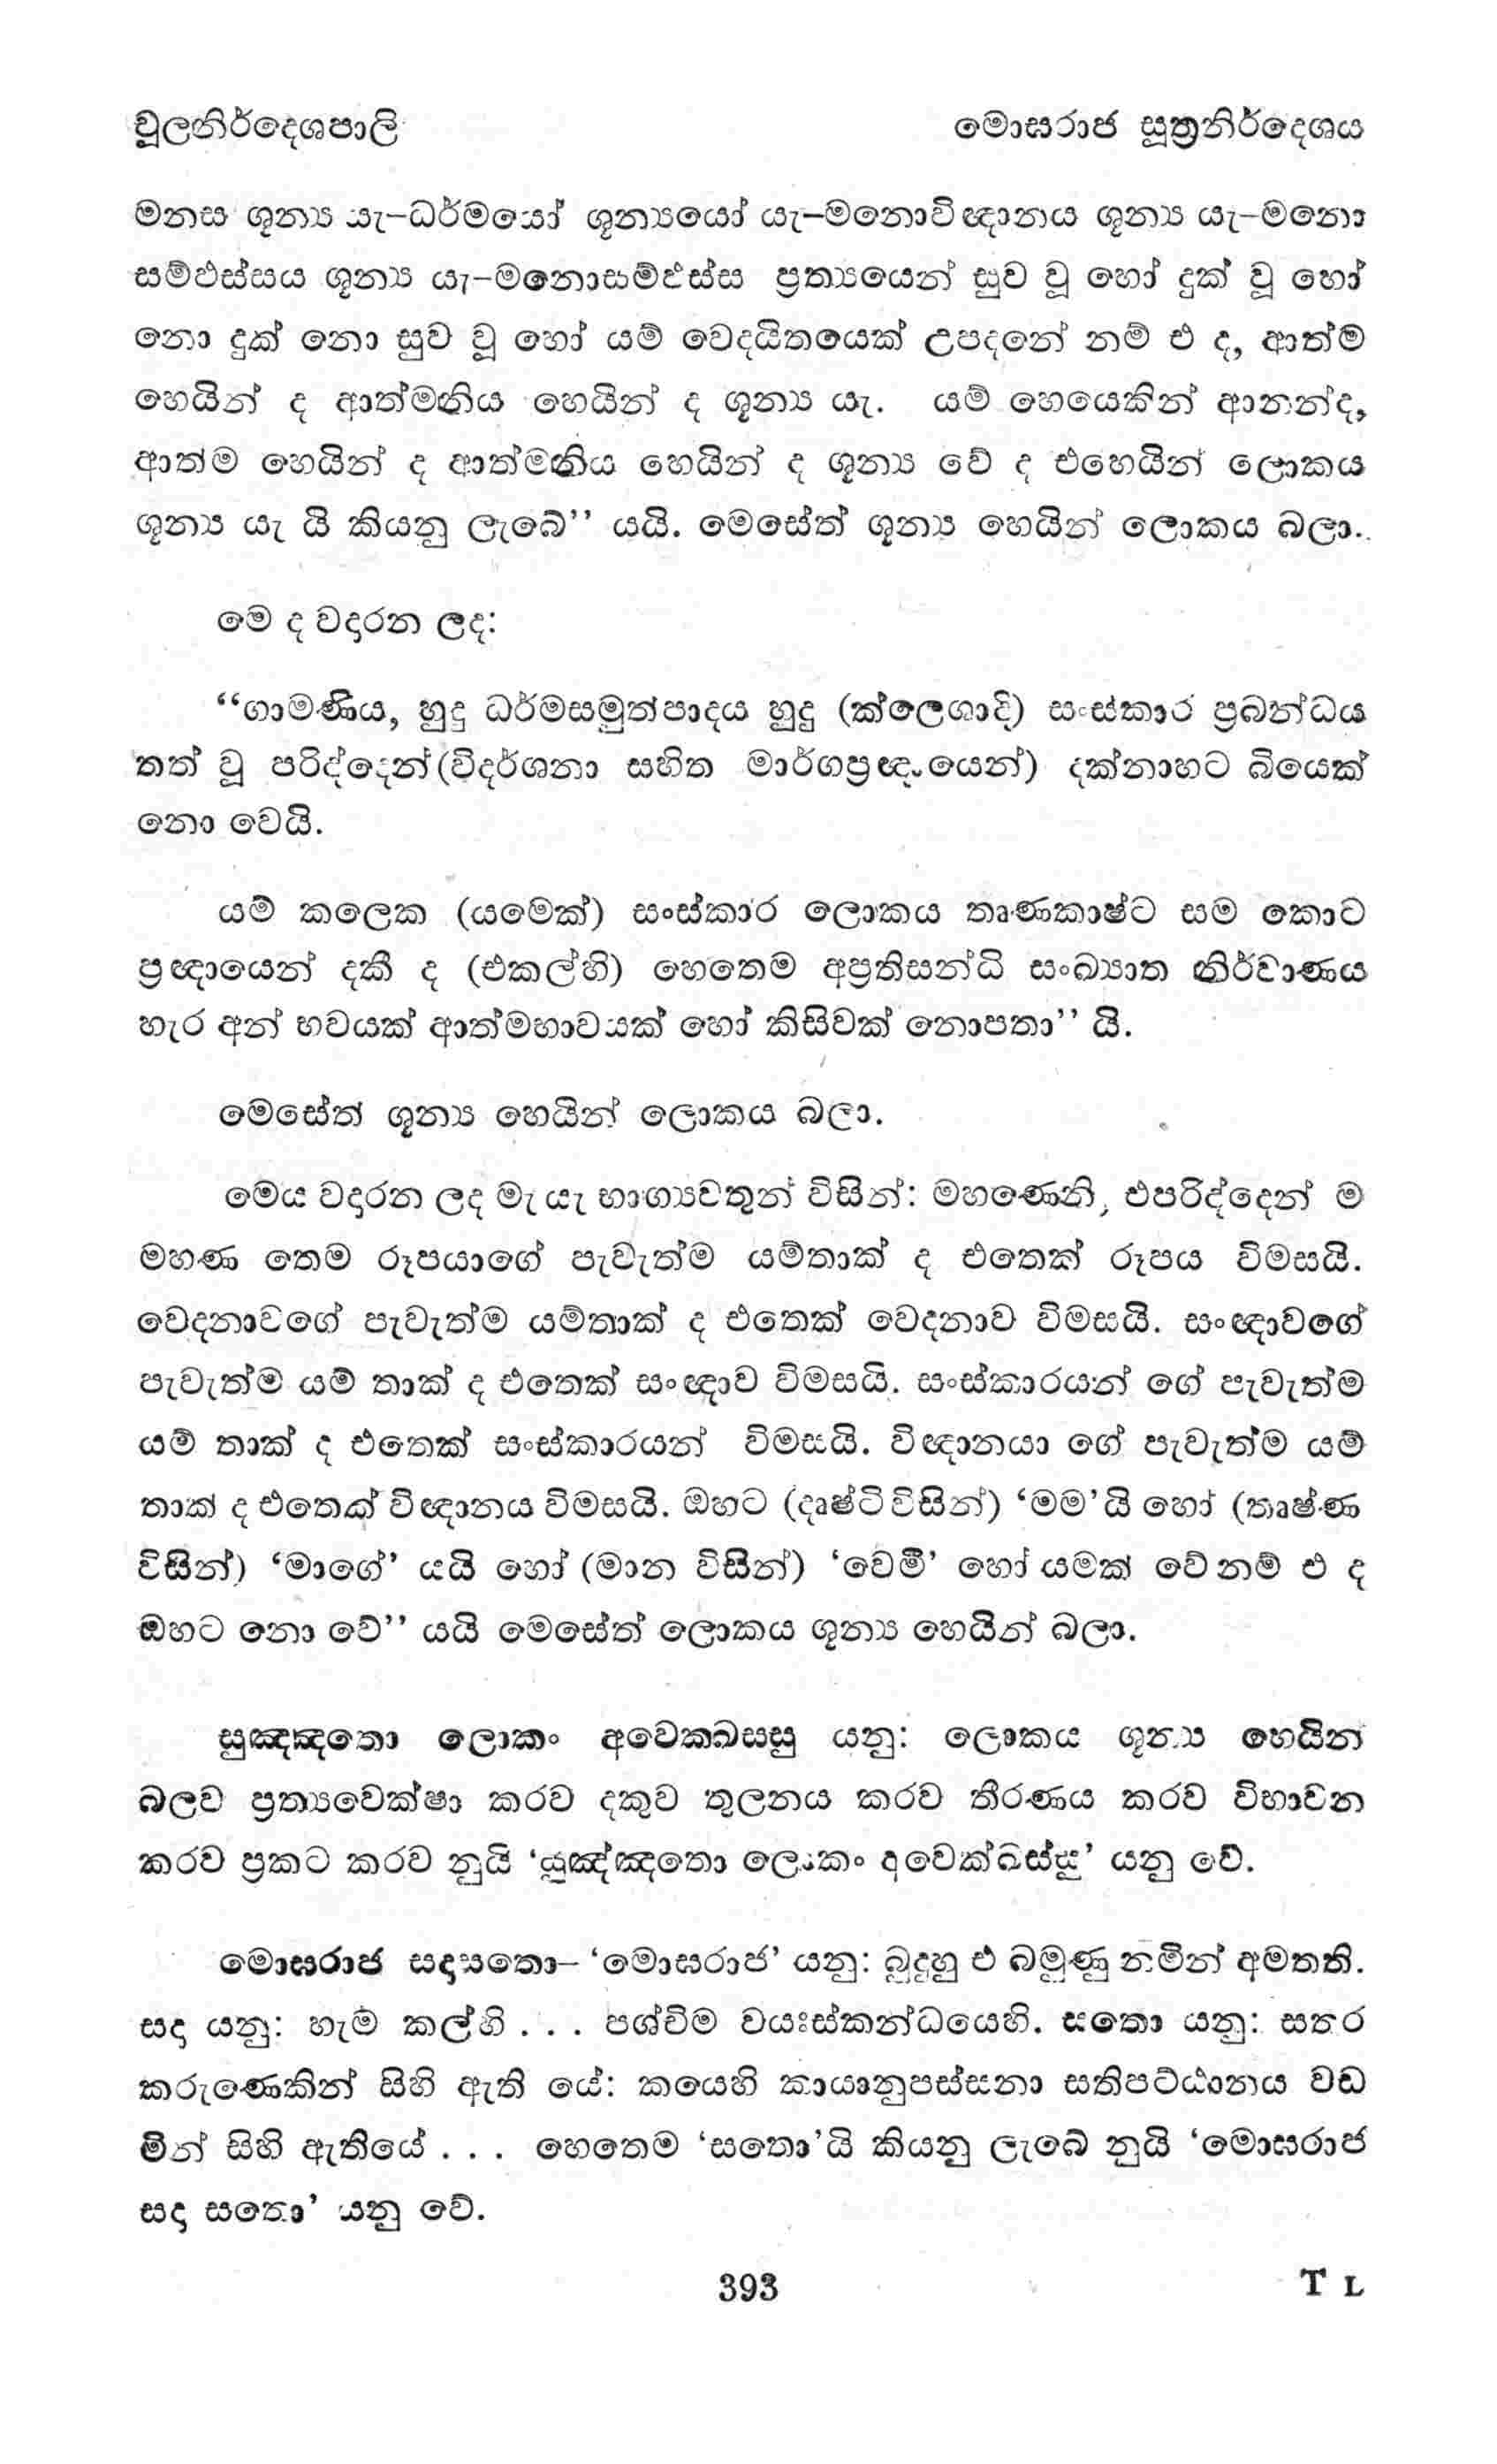 චූලනිර්දෙශපාලි මොඝරාජ සූත්‍රනිර්දෙශය
මනස ශූන්‍ය යැ–ධර්මයෝ ශූන්‍යයෝ යැ–මනොවිඥානය ශූන්‍ය යැ–මනො
සම්ඵස්සය ශූන්‍ය යැ–මනොසම්ඵස්ස ප්‍රත්‍යයෙන් සුව වූ හෝ දුක් වූ හෝ
නො දුක් නො සුව වූ හෝ යම් වෙදයිතයෙක් උපදනේ නම් එ ද, ආත්ම
හෙයින් ද ආත්මනිය හෙයින් ද ශූන්‍ය යැ. යම් හෙයෙකින් ආනන්ද,
ආත්ම හෙයින් ද ආත්මනිය හෙයින් ද ශූන්‍ය වේ ද එහෙයින් ලොකය
ශූන්‍ය යැ යි කියනු ලැබේ’’ යයි. මෙසේත් ශූන්‍ය හෙයින් ලොකය බලා.
මෙ ද වදාරන ලද:
‘‘ගාමණිය, හුදු ධර්මසමුත්පාදය හුදු (ක්ලෙශාදි) සංස්කාර ප්‍රබන්ධය
තත් වූ පරිද්දෙන් (විදර්ශනා සහිත මාර්ගප්‍රඥායෙන්) දක්නාහට බියෙක්
නො වෙයි.
යම් කලෙක (යමෙක්) සංස්කාර ලොකය තෘණකාෂ්ට සම කොට
ප්‍රඥායෙන් දකී ද (එකල්හි) හෙතෙම අප්‍රතිසන්ධි සංඛ්‍යාත නිර්වාණය
හැර අන් භවයක් ආත්මභාවයක් හෝ කිසිවක් නොපතා’’ යි.
මෙසේත් ශූන්‍ය හෙයින් ලොකය බලා.
මෙය වදාරන ලද මැ යැ භාග්‍යවතුන් විසින්: මහණෙනි, එපරිද්දෙන් ම
මහණ තෙම රූපයාගේ පැවැත්ම යම්තාක් ද එතෙක් රූපය විමසයි.
වෙදනාවගේ පැවැත්ම යම්තාක් ද එතෙක් වෙදනාව විමසයි. සංඥාවගේ
පැවැත්ම යම් තාක් ද එතෙක් සංඥාව විමසයි. සංස්කාරයන් ගේ පැවැත්ම
යම් තාක් ද එතෙක් සංස්කාරයන් විමසයි. විඥානයා ගේ පැවැත්ම යම්
තාක් ද එතෙක් විඥානය විමසයි. ඔහට (දෘෂ්ටි විසින්) ‘මම’යි හෝ (තෘෂ්ණ
විසින්) ‘මාගේ’ යයි හෝ (මාන විසින්) ‘වෙමී’ හෝ යමක් වේ නම් එ ද
ඔහට නො වේ’’ යයි මෙසේත් ලොකය ශූන්‍ය හෙයින් බලා.
සුඤ්ඤතො ලොකං අවෙකඛසසු යනු: ලොකය ශූන්‍ය හෙයින්
බලව ප්‍රත්‍යවෙක්ෂා කරව දකුව තුලනය කරව තීරණය කරව විභාවන
කරව ප්‍රකට කරව නුයි ‘සුඤ්ඤතො ලොකං අවෙක්ඛස්සු’ යනු වේ.
මොඝරාජ සදාසතො– ‘මොඝරාජ’ යනු: බුදුහු එ බමුණු නමින් අමතති.
සදා යනු: හැම කල්හි . . . පශ්චිම වයඃස්කන්ධයෙහි. සතො යනු: සතර
කරුණෙකින් සිහි ඇති යේ: කයෙහි කායානුපස්සනා සතිපට්ඨානය වඩ
මින් සිහි ඇතියේ . . . හෙතෙම ‘සතො’යි කියනු ලැබේ නුයි ‘මොඝරාජ
සදා සතො’ යනු වේ.
393 T L